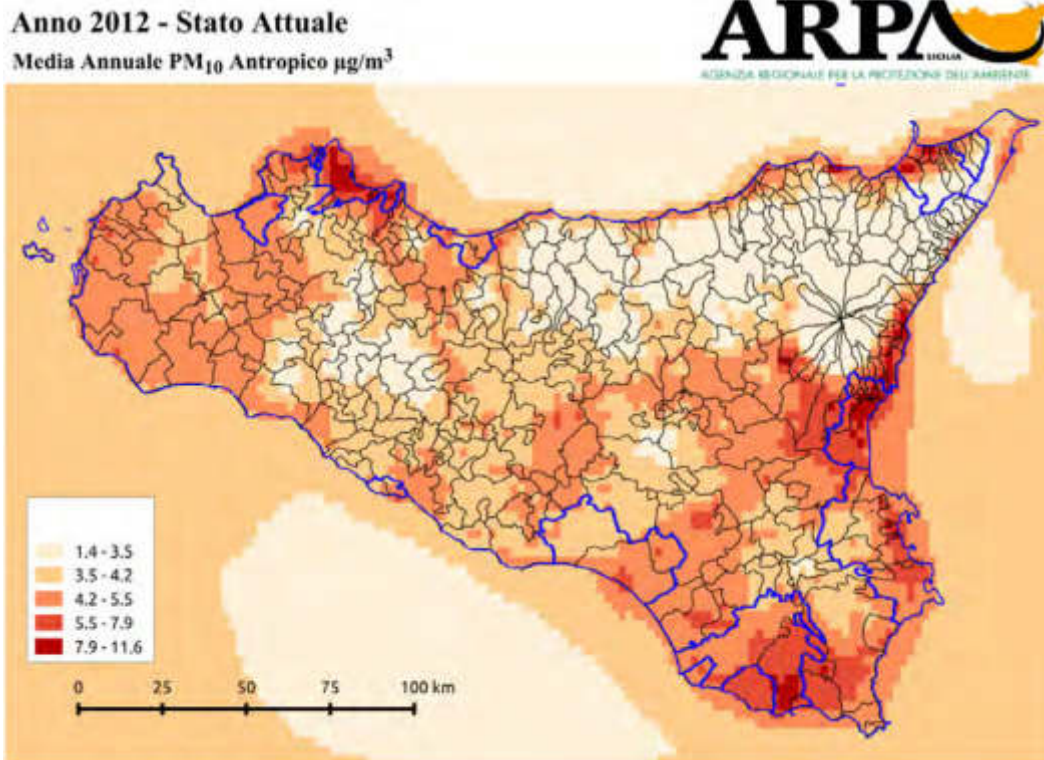 Anno 2012 - Stato Attuale
Media Annuale PM10 Antropico µg/m³
ARPA
SICILIA
AGENZIA REGIONALE PER LA PROTEZIONE DELL'AMBIENTE
1.4 - 3.5
3.5 - 4.2
4.2 - 5.5
5.5 - 7.9
7.9 - 11.6
0 25 50 75 100 km